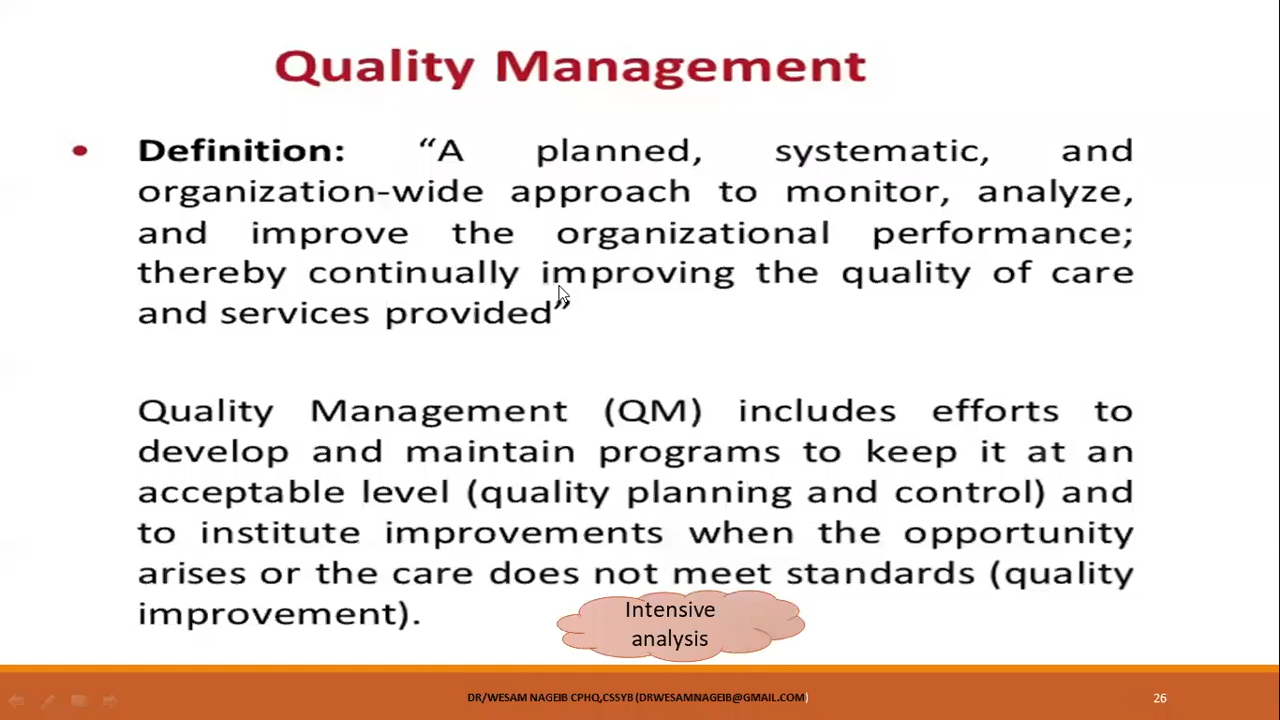 Quality Management
• Definition: “A planned, systematic, and
organization-wide approach to monitor, analyze,
and improve the organizational performance;
thereby continually improving the quality of care
and services provided”
Quality Management (QM) includes efforts to
develop and maintain programs to keep it at an
acceptable level (quality planning and control) and
to institute improvements when the opportunity
arises or the care does not meet standards (quality
improvement).
Intensive
analysis
DR/WESAM NAGEIB CPHQ,CSSYB (DRWESAMNAGEIB@GMAIL.COM)
26